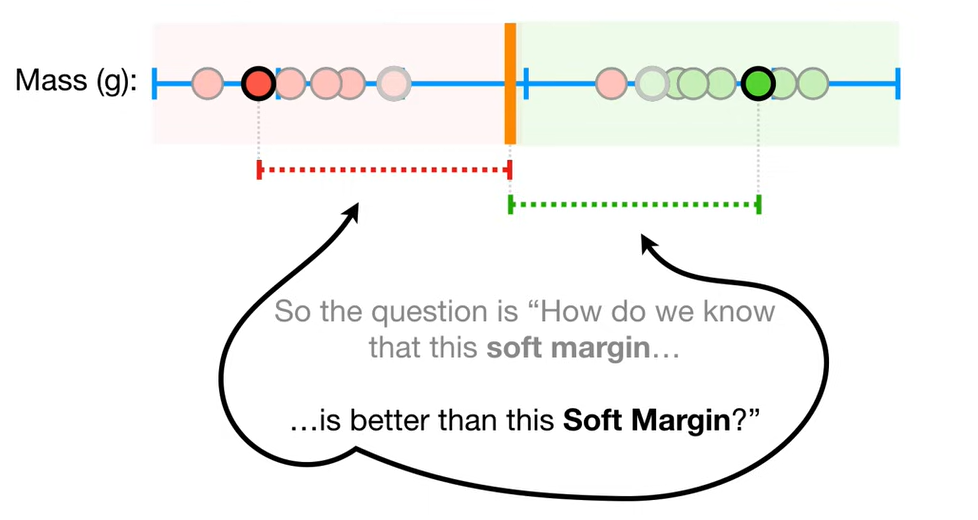 Mass (g):
So the question is “How do we know
that this soft margin…
…is better than this Soft Margin?”